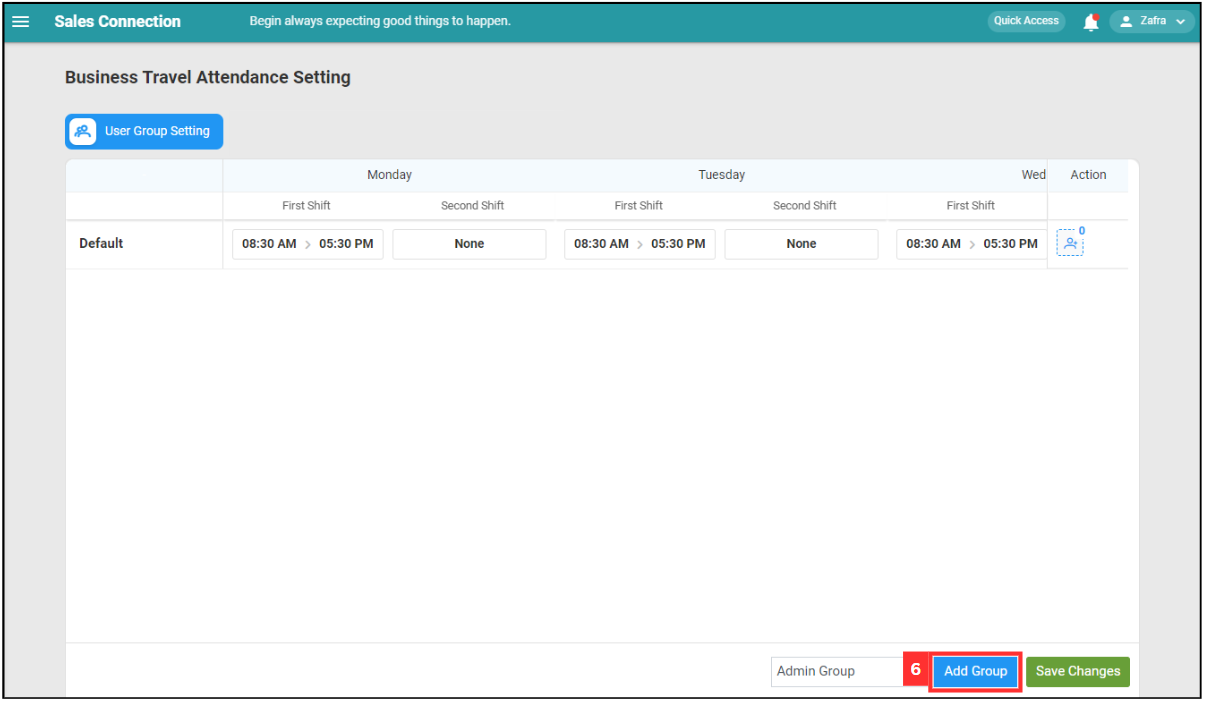 Sales Connection Begin always expecting good things to happen. Quick Access Zafra
Business Travel Attendance Setting
User Group Setting
Monday Tuesday Wed Action
First Shift Second Shift First Shift Second Shift First Shift
Default 08:30 AM > 05:30 PM None 08:30 AM > 05:30 PM None 08:30 AM > 05:30 PM 0
Admin Group 6 Add Group Save Changes